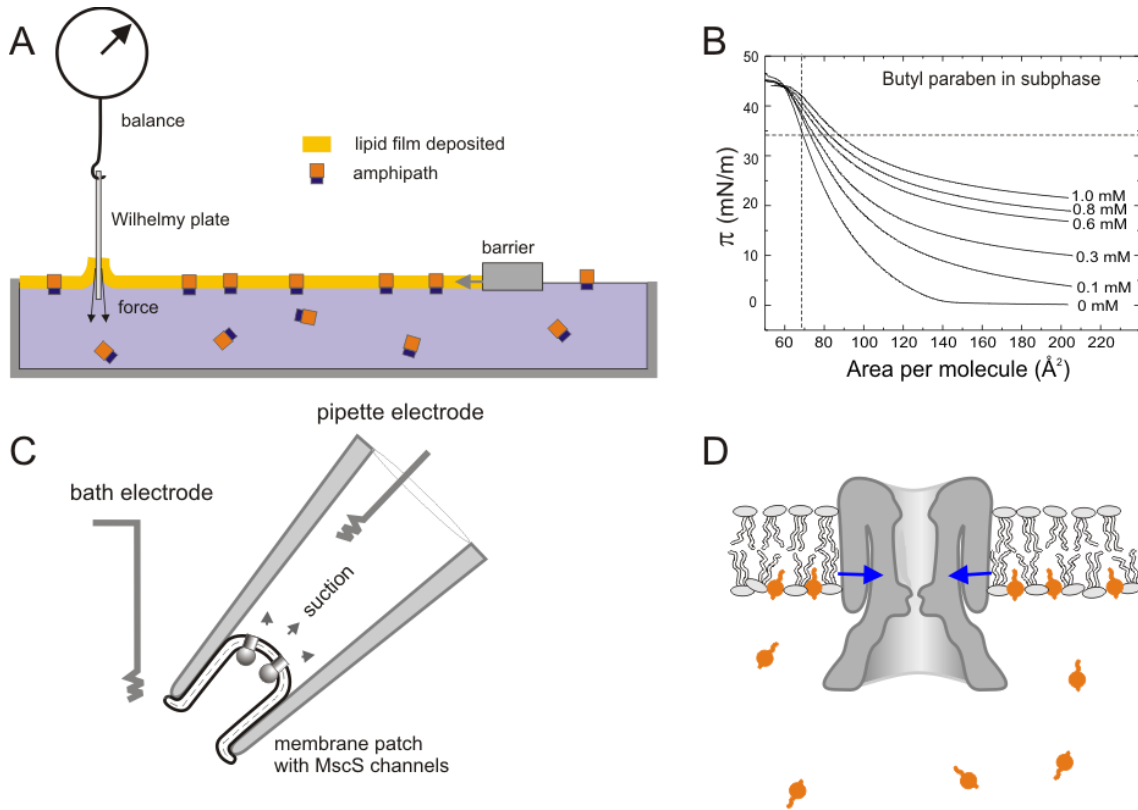 A
balance
lipid film deposited
amphipath
Wilhelmy plate
barrier
force
B
Butyl paraben in subphase
50
40
30
20
10
0
π (mN/m)
1.0 mM
0.8 mM
0.6 mM
0.3 mM
0.1 mM
0 mM
60 80 100 120 140 160 180 200 220
Area per molecule (Å²)
C
pipette electrode
bath electrode
suction
membrane patch
with MscS channels
D